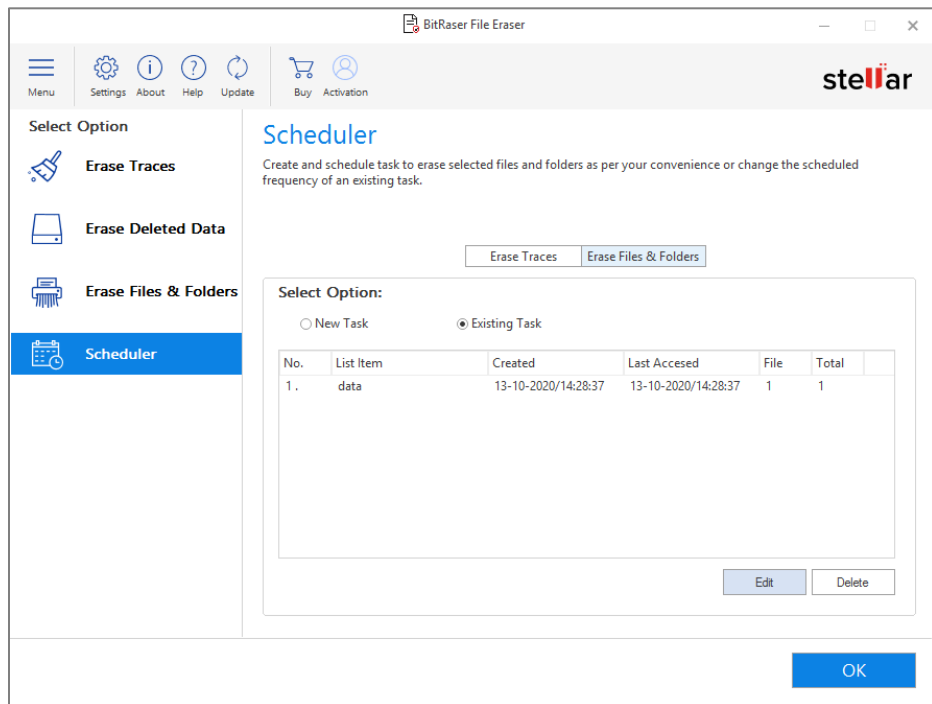 BitRaser File Eraser
Menu
Settings
About
Help
Update
Buy
Activation
stellar
Select Option
Erase Traces
Erase Deleted Data
Erase Files & Folders
Scheduler
Scheduler
Create and schedule task to erase selected files and folders as per your convenience or change the scheduled
frequency of an existing task.
Erase Traces
Erase Files & Folders
Select Option:
New Task
Existing Task
No. List Item Created Last Accesed File Total
1 . data 13-10-2020/14:28:37 13-10-2020/14:28:37 1 1
Edit
Delete
OK